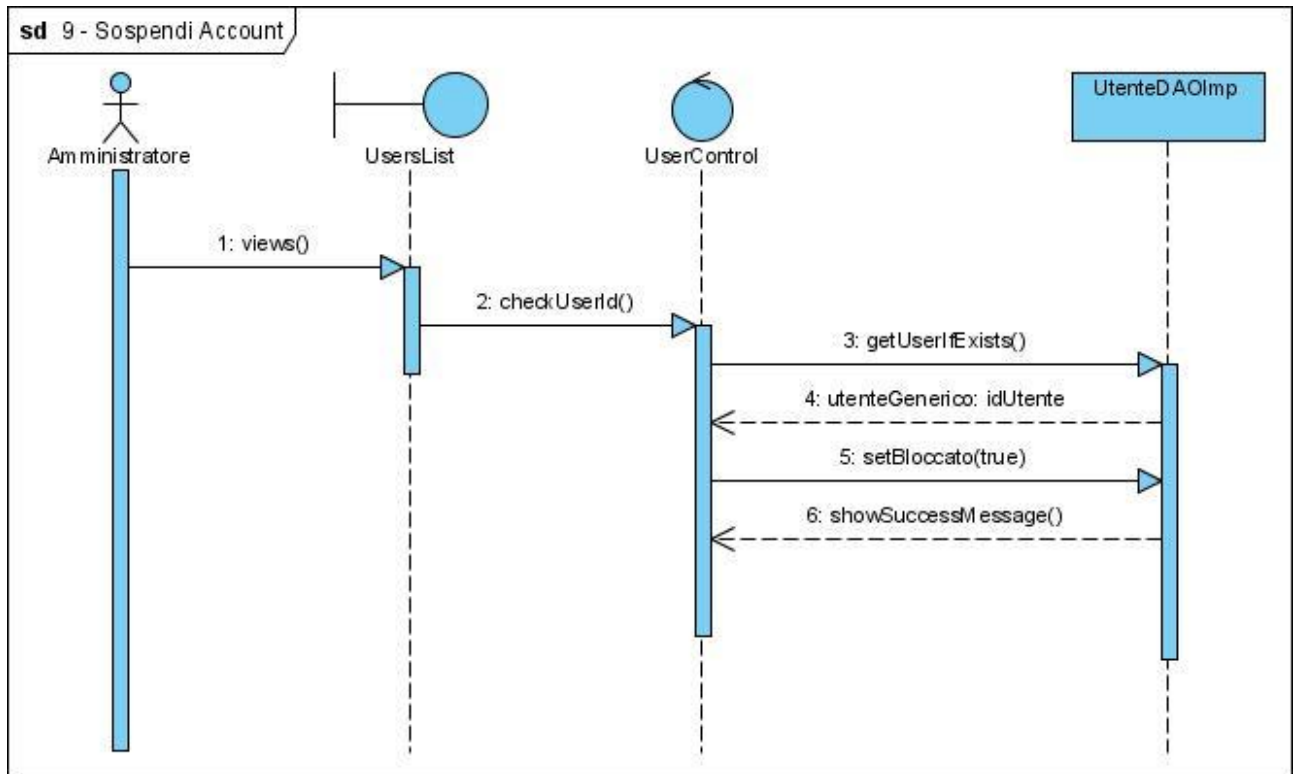 sd 9 - Sospendi Account
Amministratore
UsersList
UserControl
UtenteDAOImp
1: views()
2: checkUserId()
3: getUserIfExists()
4: utenteGenerico: idUtente
5: setBloccato(true)
6: showSuccessMessage()